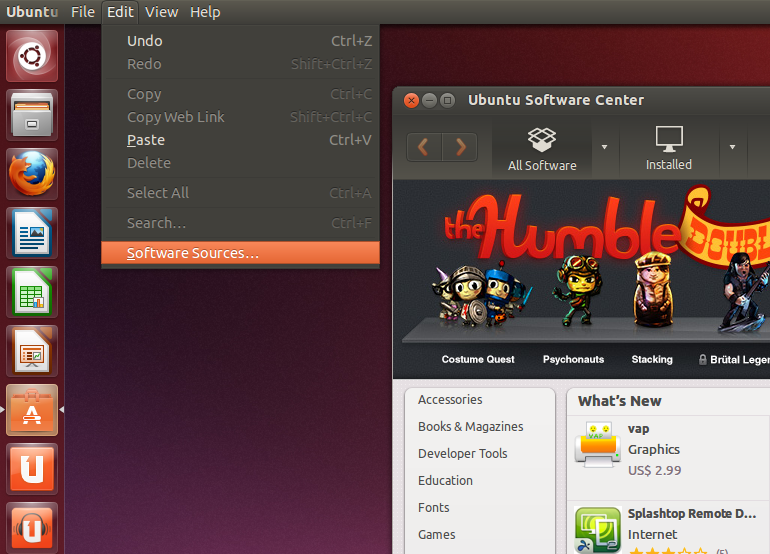 Ubuntu File Edit View Help
Undo Ctrl+Z
Redo Shift+Ctrl+Z
Copy Ctrl+C
Copy Web Link Shift+Ctrl+C
Paste Ctrl+V
Delete
Select All Ctrl+A
Search... Ctrl+F
Software Sources...
Ubuntu Software Center
All Software
Installed
the Humble
DOUBL
Costume Quest Psychonauts Stacking Brütal Legen
Accessories
Books & Magazines
Developer Tools
Education
Fonts
Games
What's New
VAP
vap
Graphics
US$ 2.99
Splashtop Remote D...
Internet
(5)